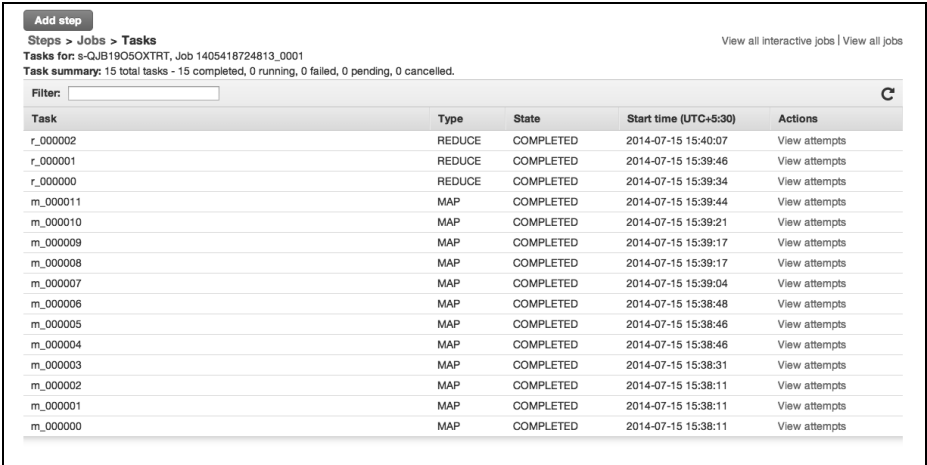 Add step
Steps > Jobs > Tasks
View all interactive jobs | View all jobs
Tasks for: s-QJB19O5OXTRT, Job 1405418724813_0001
Task summary: 15 total tasks - 15 completed, 0 running, 0 failed, 0 pending, 0 cancelled.
Filter:
Task Type State Start time (UTC+5:30) Actions
r_000002 REDUCE COMPLETED 2014-07-15 15:40:07 View attempts
r_000001 REDUCE COMPLETED 2014-07-15 15:39:46 View attempts
r_000000 REDUCE COMPLETED 2014-07-15 15:39:34 View attempts
m_000011 MAP COMPLETED 2014-07-15 15:39:44 View attempts
m_000010 MAP COMPLETED 2014-07-15 15:39:21 View attempts
m_000009 MAP COMPLETED 2014-07-15 15:39:17 View attempts
m_000008 MAP COMPLETED 2014-07-15 15:39:17 View attempts
m_000007 MAP COMPLETED 2014-07-15 15:39:04 View attempts
m_000006 MAP COMPLETED 2014-07-15 15:38:48 View attempts
m_000005 MAP COMPLETED 2014-07-15 15:38:46 View attempts
m_000004 MAP COMPLETED 2014-07-15 15:38:46 View attempts
m_000003 MAP COMPLETED 2014-07-15 15:38:31 View attempts
m_000002 MAP COMPLETED 2014-07-15 15:38:11 View attempts
m_000001 MAP COMPLETED 2014-07-15 15:38:11 View attempts
m_000000 MAP COMPLETED 2014-07-15 15:38:11 View attempts